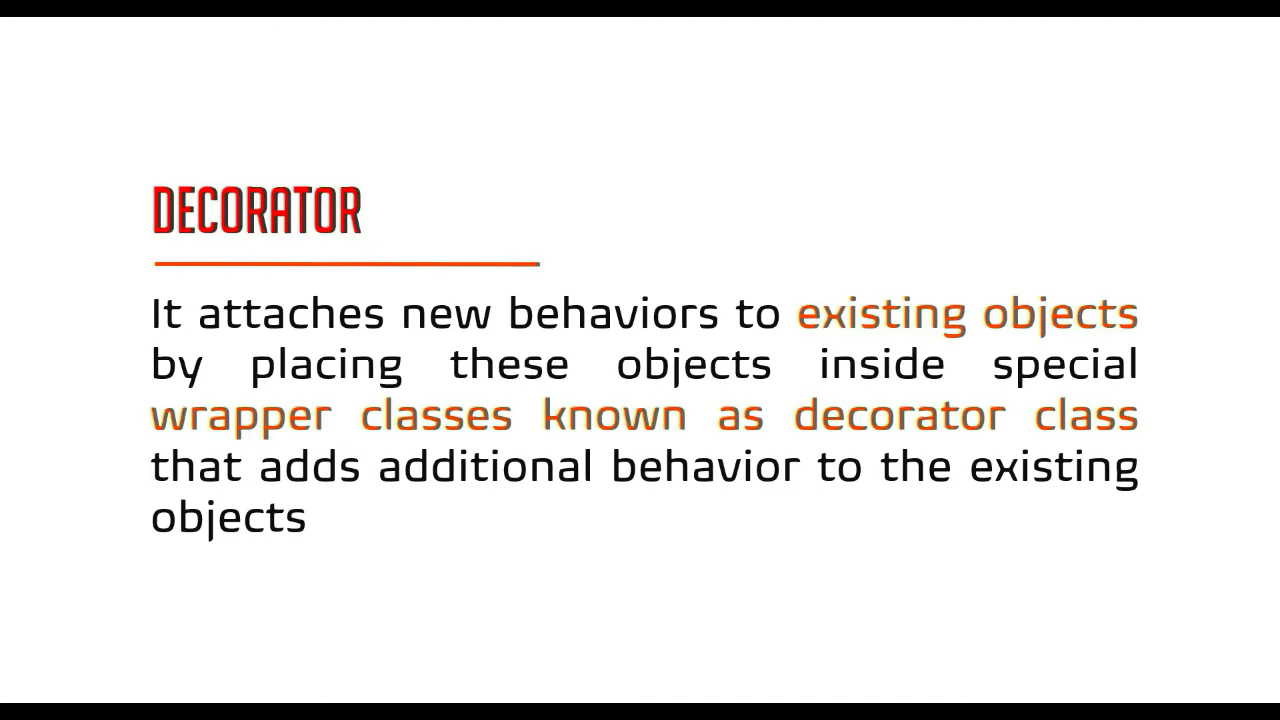 DECORATOR
It attaches new behaviors to existing objects
by placing these objects inside special
wrapper classes known as decorator class
that adds additional behavior to the existing
objects